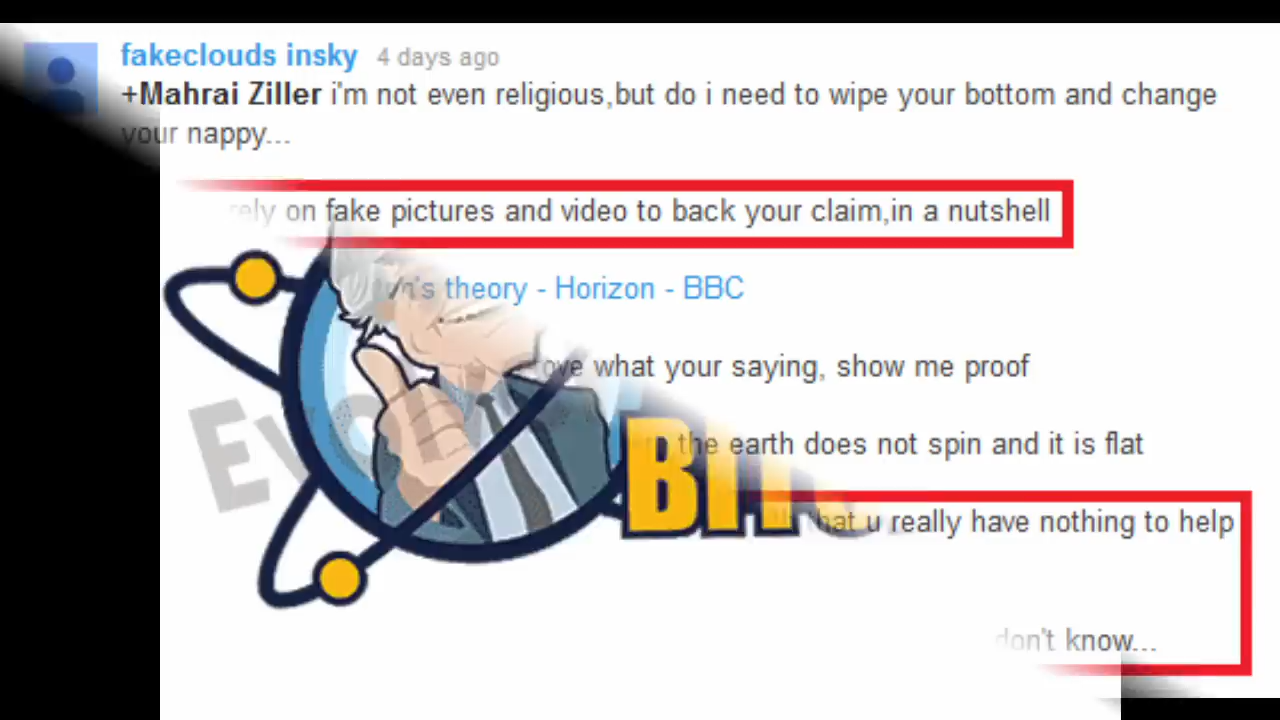 fakeclouds insky 4 days ago
+Mahrai Ziller i'm not even religious,but do i need to wipe your bottom and change
your nappy...
rely on fake pictures and video to back your claim,in a nutshell
theory - Horizon - BBC
what your saying, show me proof
the earth does not spin and it is flat
that u really have nothing to help
don't know...